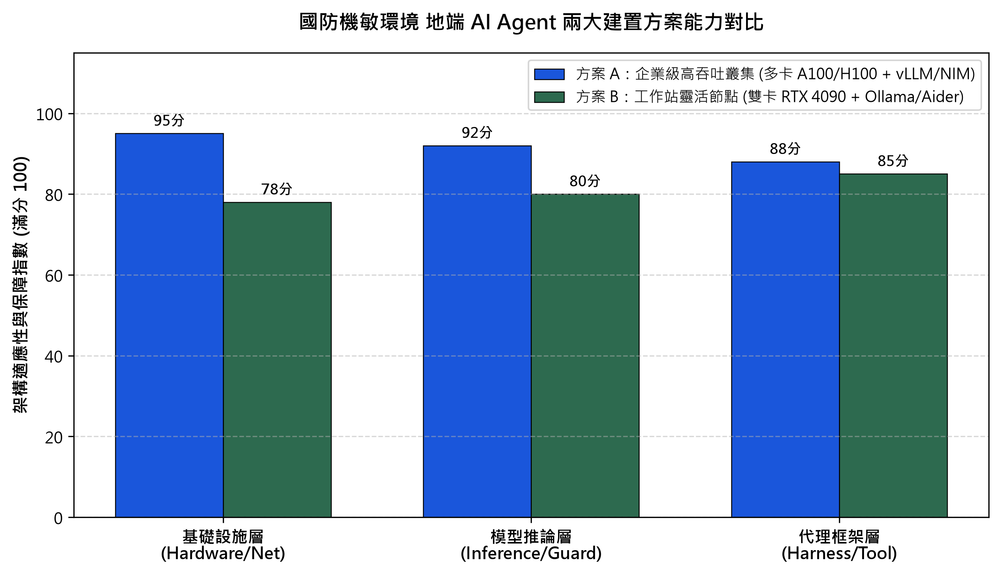 國防機敏環境 地端 AI Agent 兩大建置方案能力對比
方案 A：企業級高吞吐叢集 (多卡 A100/H100 + vLLM/NIM)
方案 B：工作站靈活節點 (雙卡 RTX 4090 + Ollama/Aider)
架構適應性與保障指數 (滿分 100)
100
80
60
40
20
0
95分
78分
92分
80分
88分
85分
基礎設施層
(Hardware/Net)
模型推論層
(Inference/Guard)
代理框架層
(Harness/Tool)